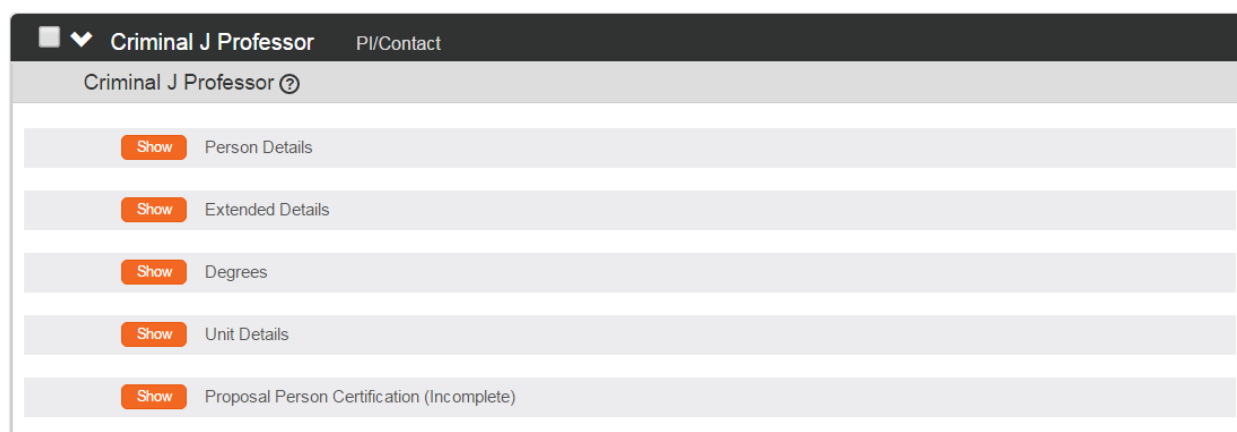 Criminal J Professor PI/Contact
Criminal J Professor ?
Show Person Details
Show Extended Details
Show Degrees
Show Unit Details
Show Proposal Person Certification (Incomplete)